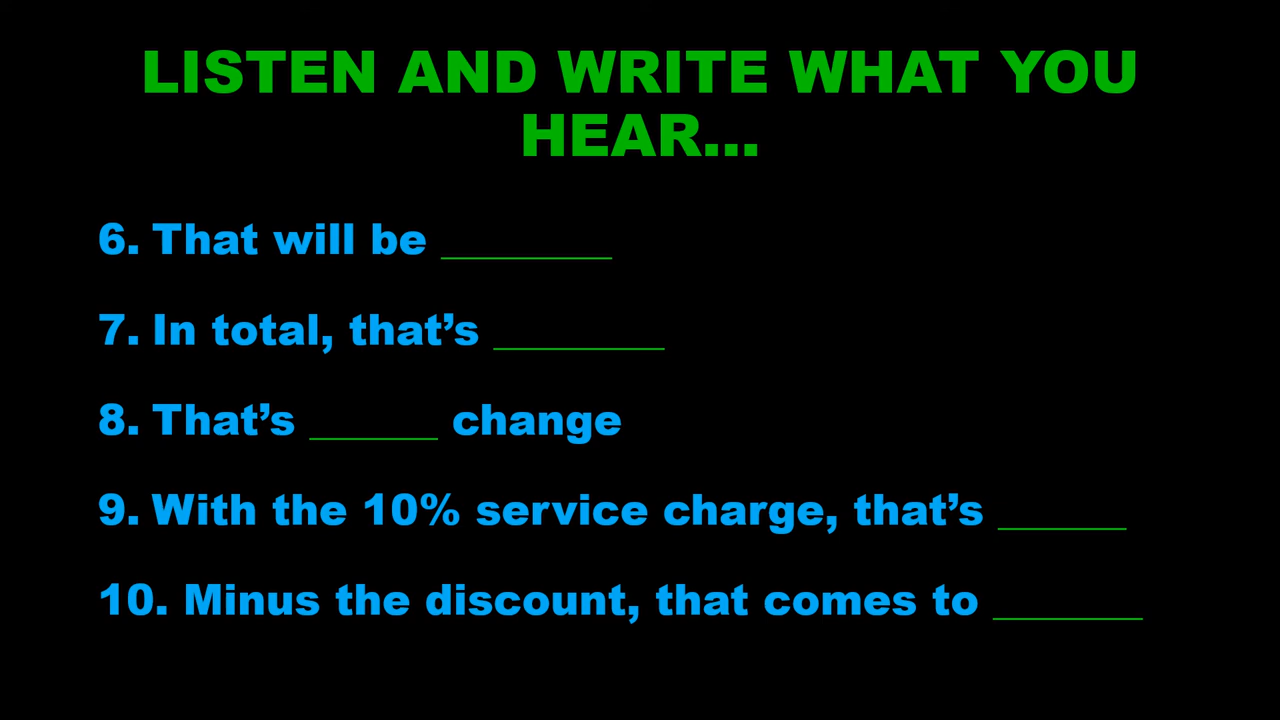 LISTEN AND WRITE WHAT YOU
HEAR...
6. That will be ________
7. In total, that’s ________
8. That’s ______ change
9. With the 10% service charge, that’s ______
10. Minus the discount, that comes to _______